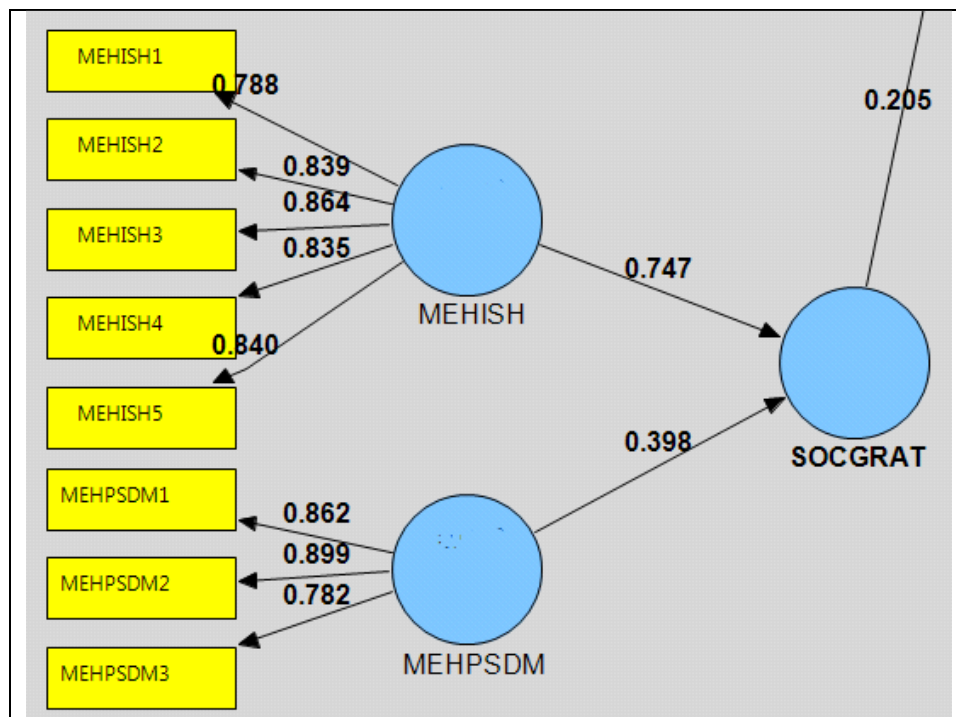 MEHISH1
0.788
0.205
MEHISH2
0.839
MEHISH3
0.864
0.835
0.747
MEHISH
MEHISH4
0.840
MEHISH5
0.398
SOCGRAT
MEHPSDM1
0.862
0.899
MEHPSDM2
0.782
MEHPSDM
MEHPSDM3